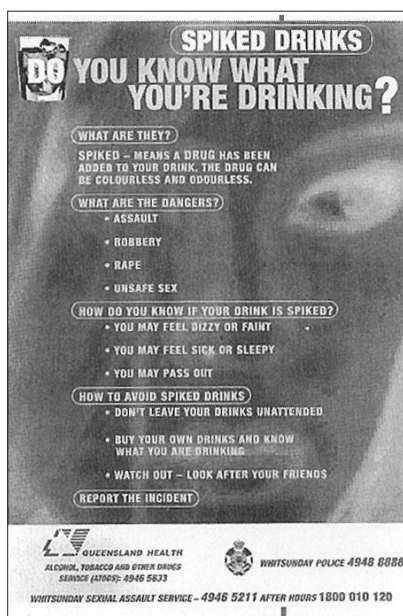 SPIKED DRINKS
DO YOU KNOW WHAT
YOU'RE DRINKING?
WHAT ARE THEY?
SPIKED – MEANS A DRUG HAS BEEN
ADDED TO YOUR DRINK. THE DRUG CAN
BE COLOURLESS AND ODOURLESS.
WHAT ARE THE DANGERS?
• ASSAULT
• ROBBERY
• RAPE
• UNSAFE SEX
HOW DO YOU KNOW IF YOUR DRINK IS SPIKED?
• YOU MAY FEEL DIZZY OR FAINT
• YOU MAY FEEL SICK OR SLEEPY
• YOU MAY PASS OUT
HOW TO AVOID SPIKED DRINKS
• DON'T LEAVE YOUR DRINKS UNATTENDED
• BUY YOUR OWN DRINKS AND KNOW
WHAT YOU ARE DRINKING
• WATCH OUT – LOOK AFTER YOUR FRIENDS
REPORT THE INCIDENT
QUEENSLAND HEALTH
ALCOHOL, TOBACCO AND OTHER DRUGS
SERVICE (ATODS): 4946 5633
WHITSUNDAY POLICE 4948 8888
WHITSUNDAY SEXUAL ASSAULT SERVICE – 4946 5211 AFTER HOURS 1800 010 120